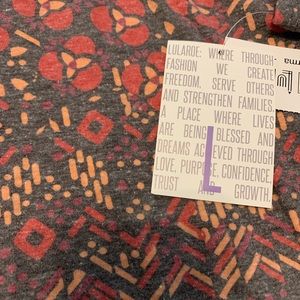 LULAROE: WHERE THROUGH
FASHION WE CREATE
FREEDOM, SERVE OTHERS
AND STRENGTHEN FAMILIES
A PLACE WHERE LIVES
ARE BEING BLESSED AND
DREAMS ACHIEVED THROUGH
LOVE, PURPOSE, CONFIDENCE
TRUST AND GROWTH.
L